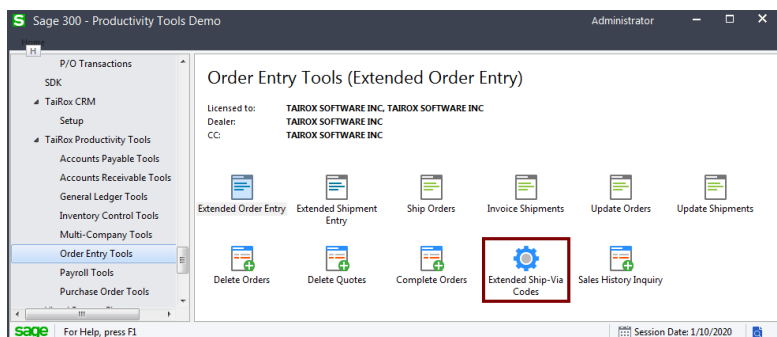 S Sage 300 - Productivity Tools Demo Administrator
Home
H
P/O Transactions
SDK
TaiRox CRM
Setup
TaiRox Productivity Tools
Accounts Payable Tools
Accounts Receivable Tools
General Ledger Tools
Inventory Control Tools
Multi-Company Tools
Order Entry Tools
Payroll Tools
Purchase Order Tools
Order Entry Tools (Extended Order Entry)
Licensed to: TAIROX SOFTWARE INC, TAIROX SOFTWARE INC
Dealer: TAIROX SOFTWARE INC
CC: TAIROX SOFTWARE INC
Extended Order Entry Extended Shipment Entry Ship Orders Invoice Shipments Update Orders Update Shipments
Delete Orders Delete Quotes Complete Orders Extended Ship-Via Codes Sales History Inquiry
sage For Help, press F1 Session Date: 1/10/2020